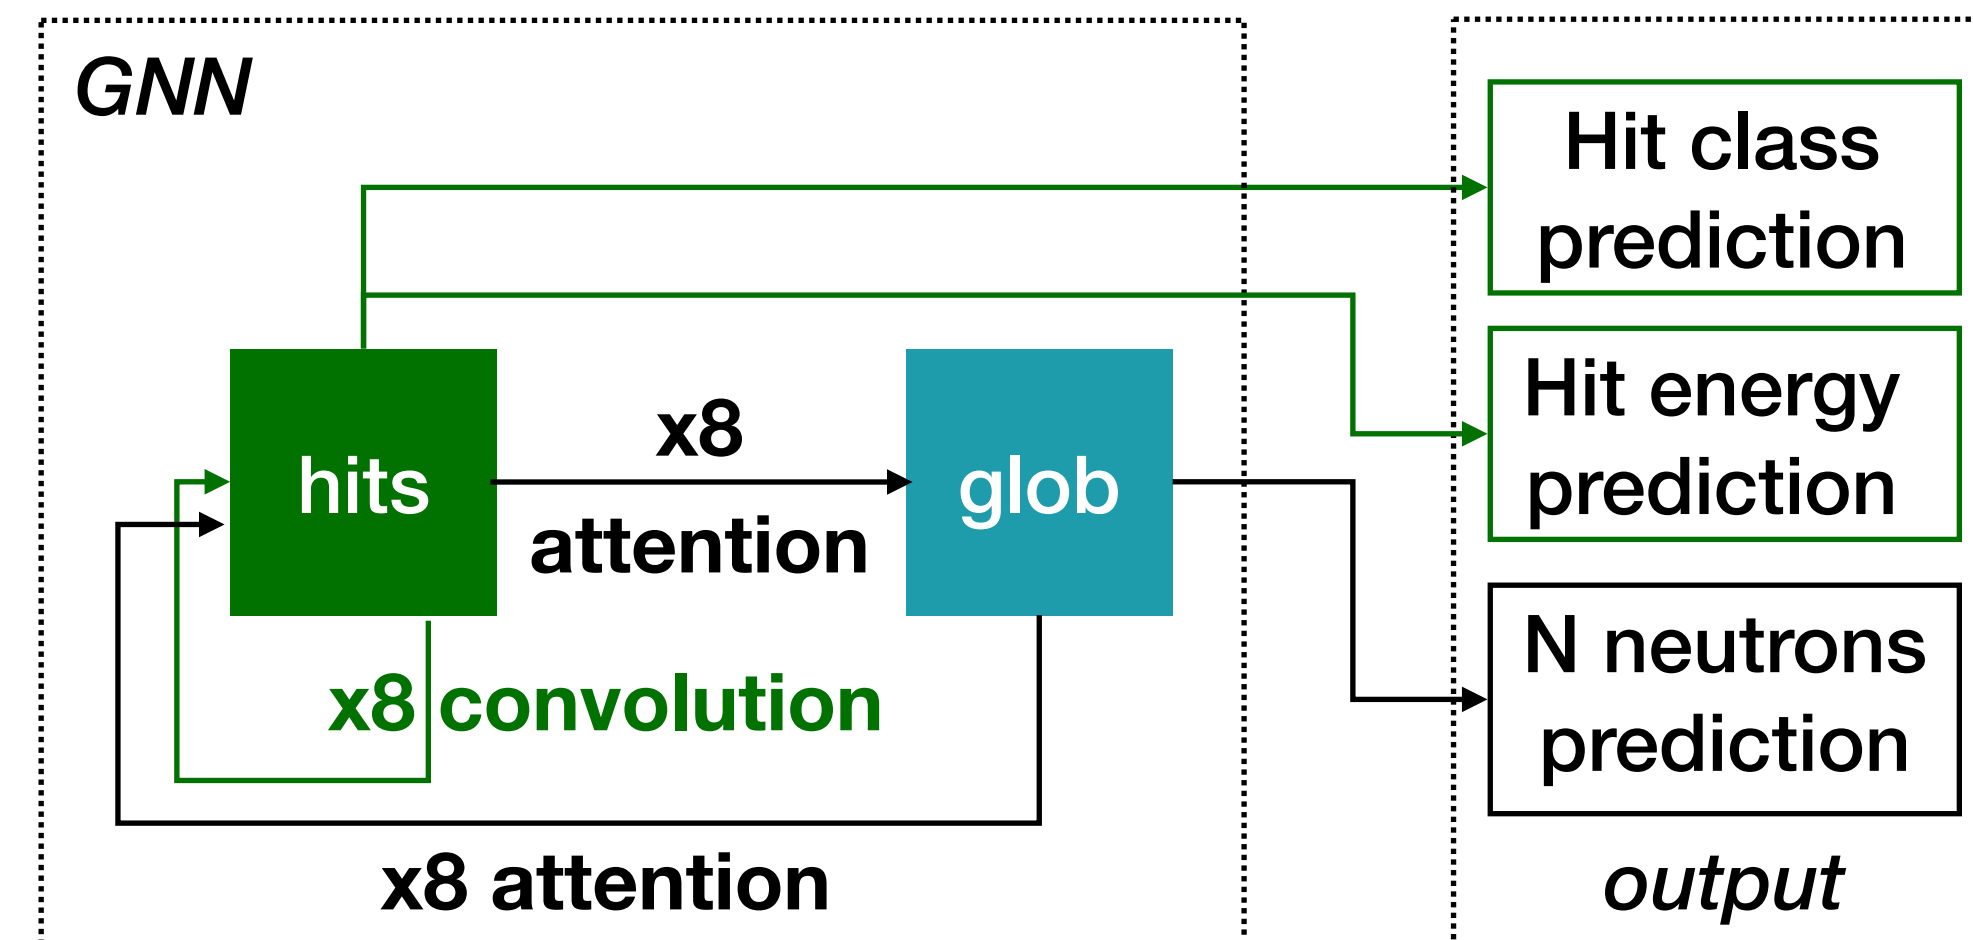 GNN
Hit class
prediction
Hit energy
prediction
x8
hits
glob
attention
N neutrons
prediction
x8 convolution
x8 attention
output